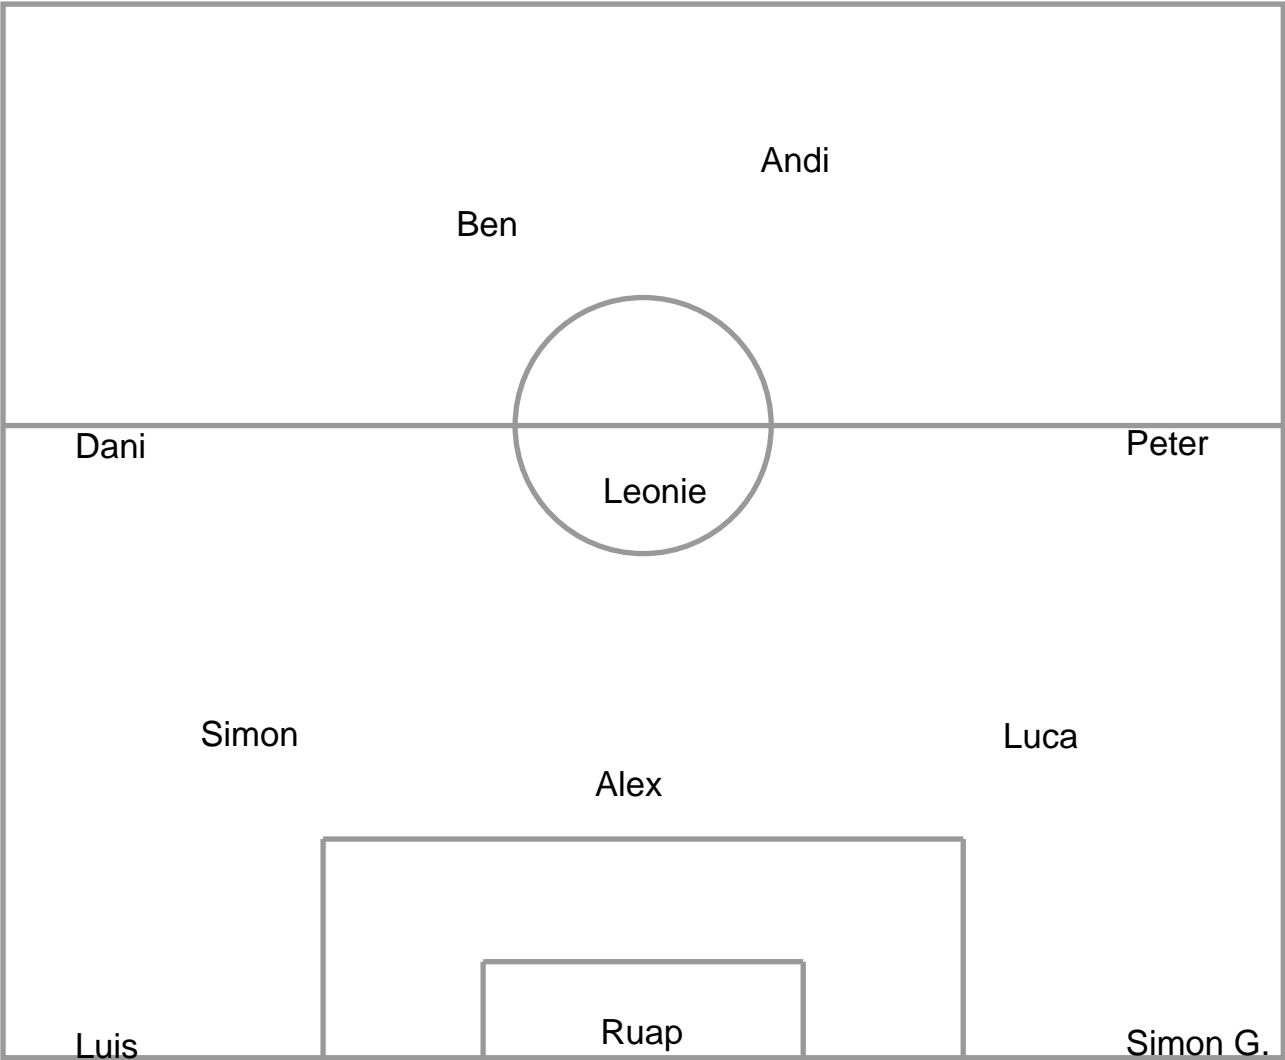 Andi
Ben
Dani
Peter
Leonie
Simon
Luca
Alex
Ruap
Luis
Simon G.